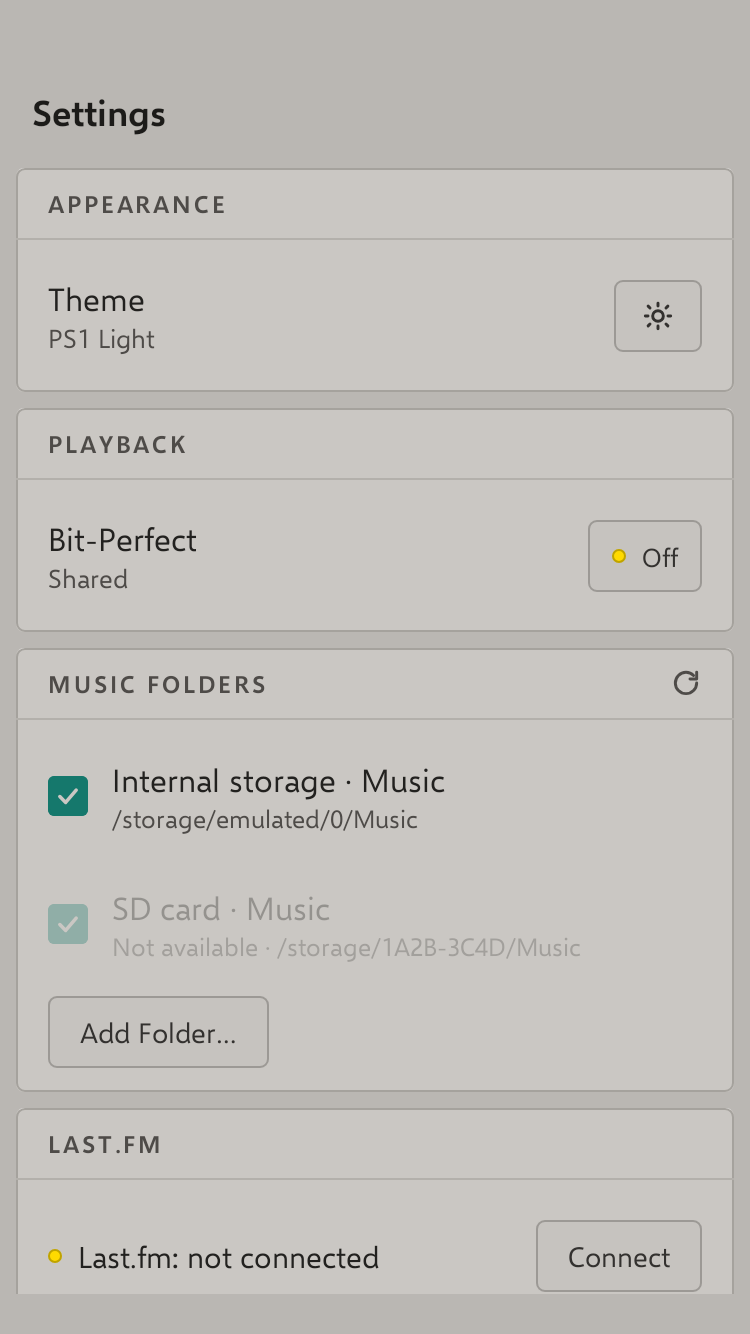 Settings
APPEARANCE
Theme
PS1 Light
PLAYBACK
Bit-Perfect
Shared
Off
MUSIC FOLDERS
Internal storage · Music
/storage/emulated/0/Music
SD card · Music
Not available · /storage/1A2B-3C4D/Music
Add Folder...
LAST.FM
Last.fm: not connected
Connect